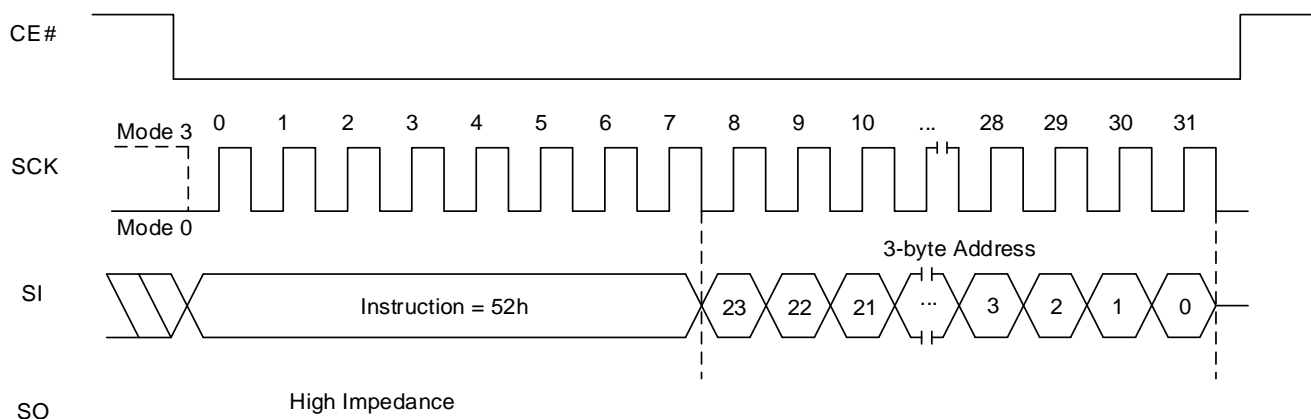 CE#
0 1 2 3 4 5 6 7 8 9 10 ... 28 29 30 31
Mode 3
SCK
Mode 0
3-byte Address
SI
Instruction = 52h 23 22 21 ... 3 2 1 0
High Impedance
SO